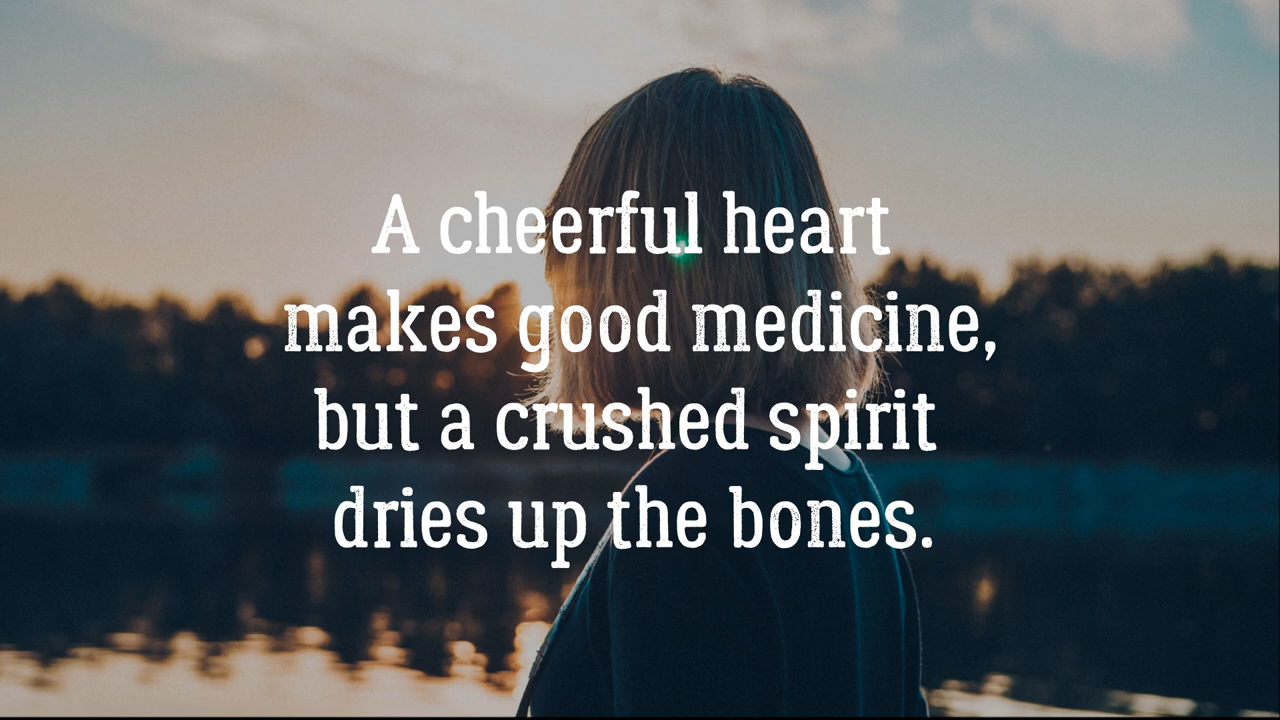 A cheerful heart
makes good medicine,
but a crushed spirit
dries up the bones.